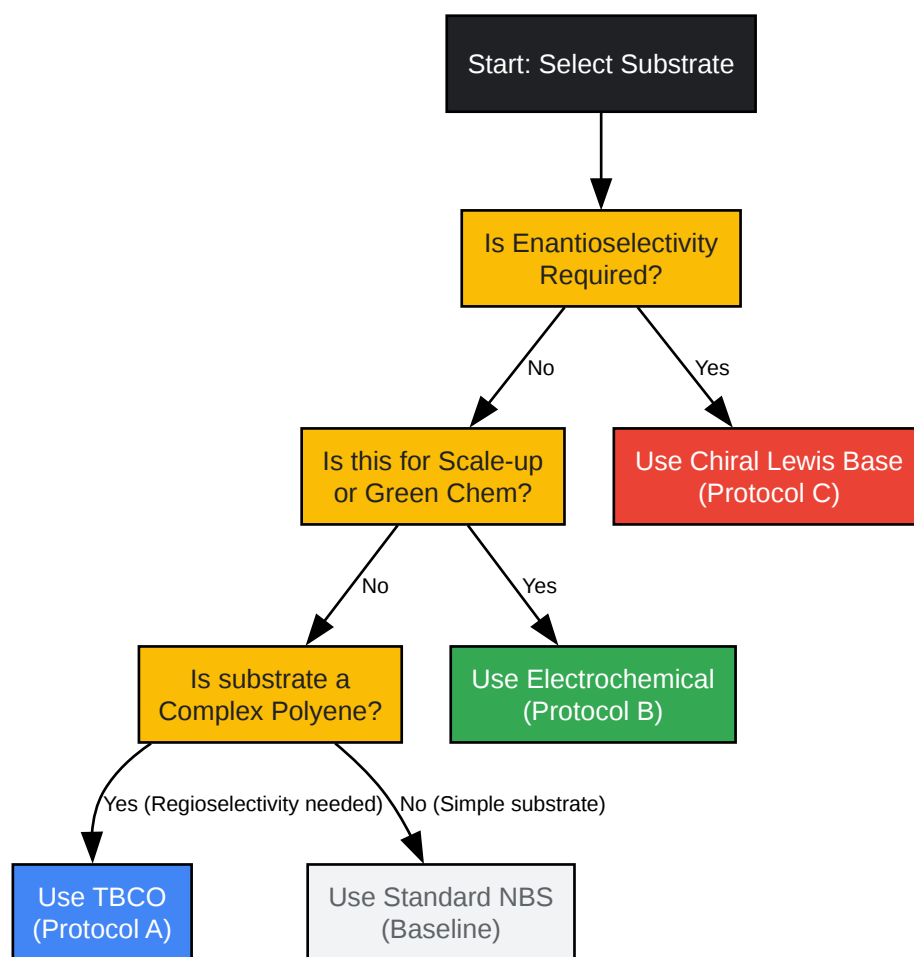 Start: Select Substrate
Is Enantioselectivity
Required?
No
Yes
Is this for Scale-up
or Green Chem?
Use Chiral Lewis Base
(Protocol C)
No
Yes
Is substrate a
Complex Polyene?
Use Electrochemical
(Protocol B)
Yes (Regioselectivity needed)
No (Simple substrate)
Use TBCO
(Protocol A)
Use Standard NBS
(Baseline)